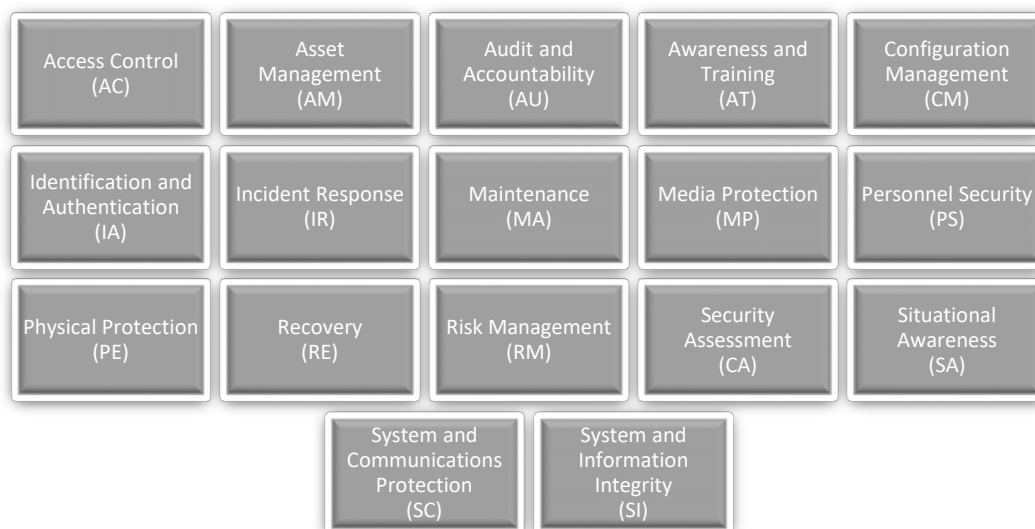 Access Control
(AC)
Asset
Management
(AM)
Audit and
Accountability
(AU)
Awareness and
Training
(AT)
Configuration
Management
(CM)
Identification and
Authentication
(IA)
Incident Response
(IR)
Maintenance
(MA)
Media Protection
(MP)
Personnel Security
(PS)
Physical Protection
(PE)
Recovery
(RE)
Risk Management
(RM)
Security
Assessment
(CA)
Situational
Awareness
(SA)
System and
Communications
Protection
(SC)
System and
Information
Integrity
(SI)